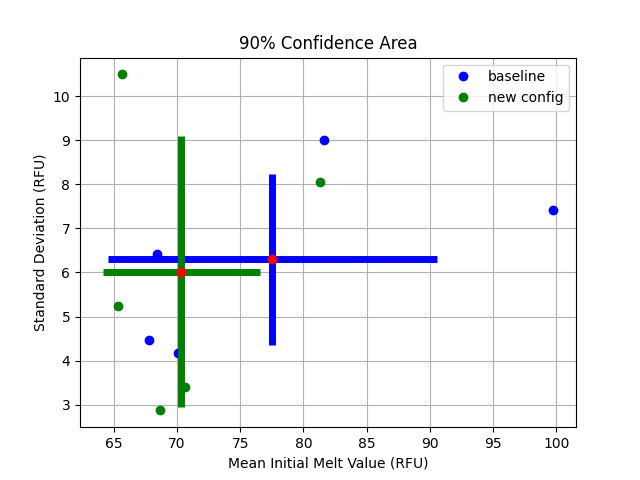 90% Confidence Area
baseline
new config
10
9
8
7
6
5
4
3
Standard Deviation (RFU)
65 70 75 80 85 90 95 100
Mean Initial Melt Value (RFU)